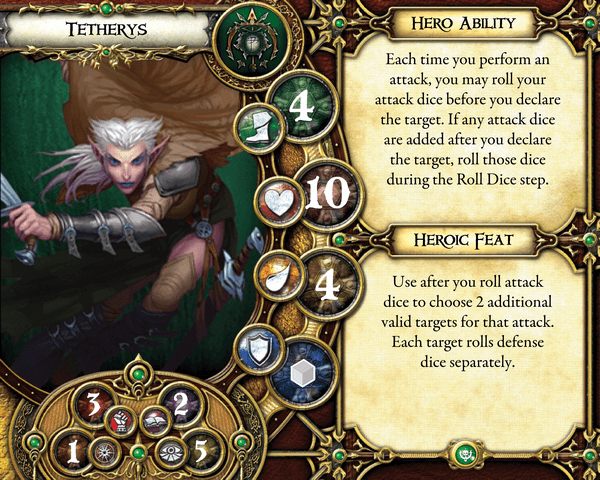 Tetherys
4
10
4
3
2
1
5
Hero Ability
Each time you perform an
attack, you may roll your
attack dice before you declare
the target. If any attack dice
are added after you declare
the target, roll those dice
during the Roll Dice step.
Heroic Feat
Use after you roll attack
dice to choose 2 additional
valid targets for that attack.
Each target rolls defense
dice separately.